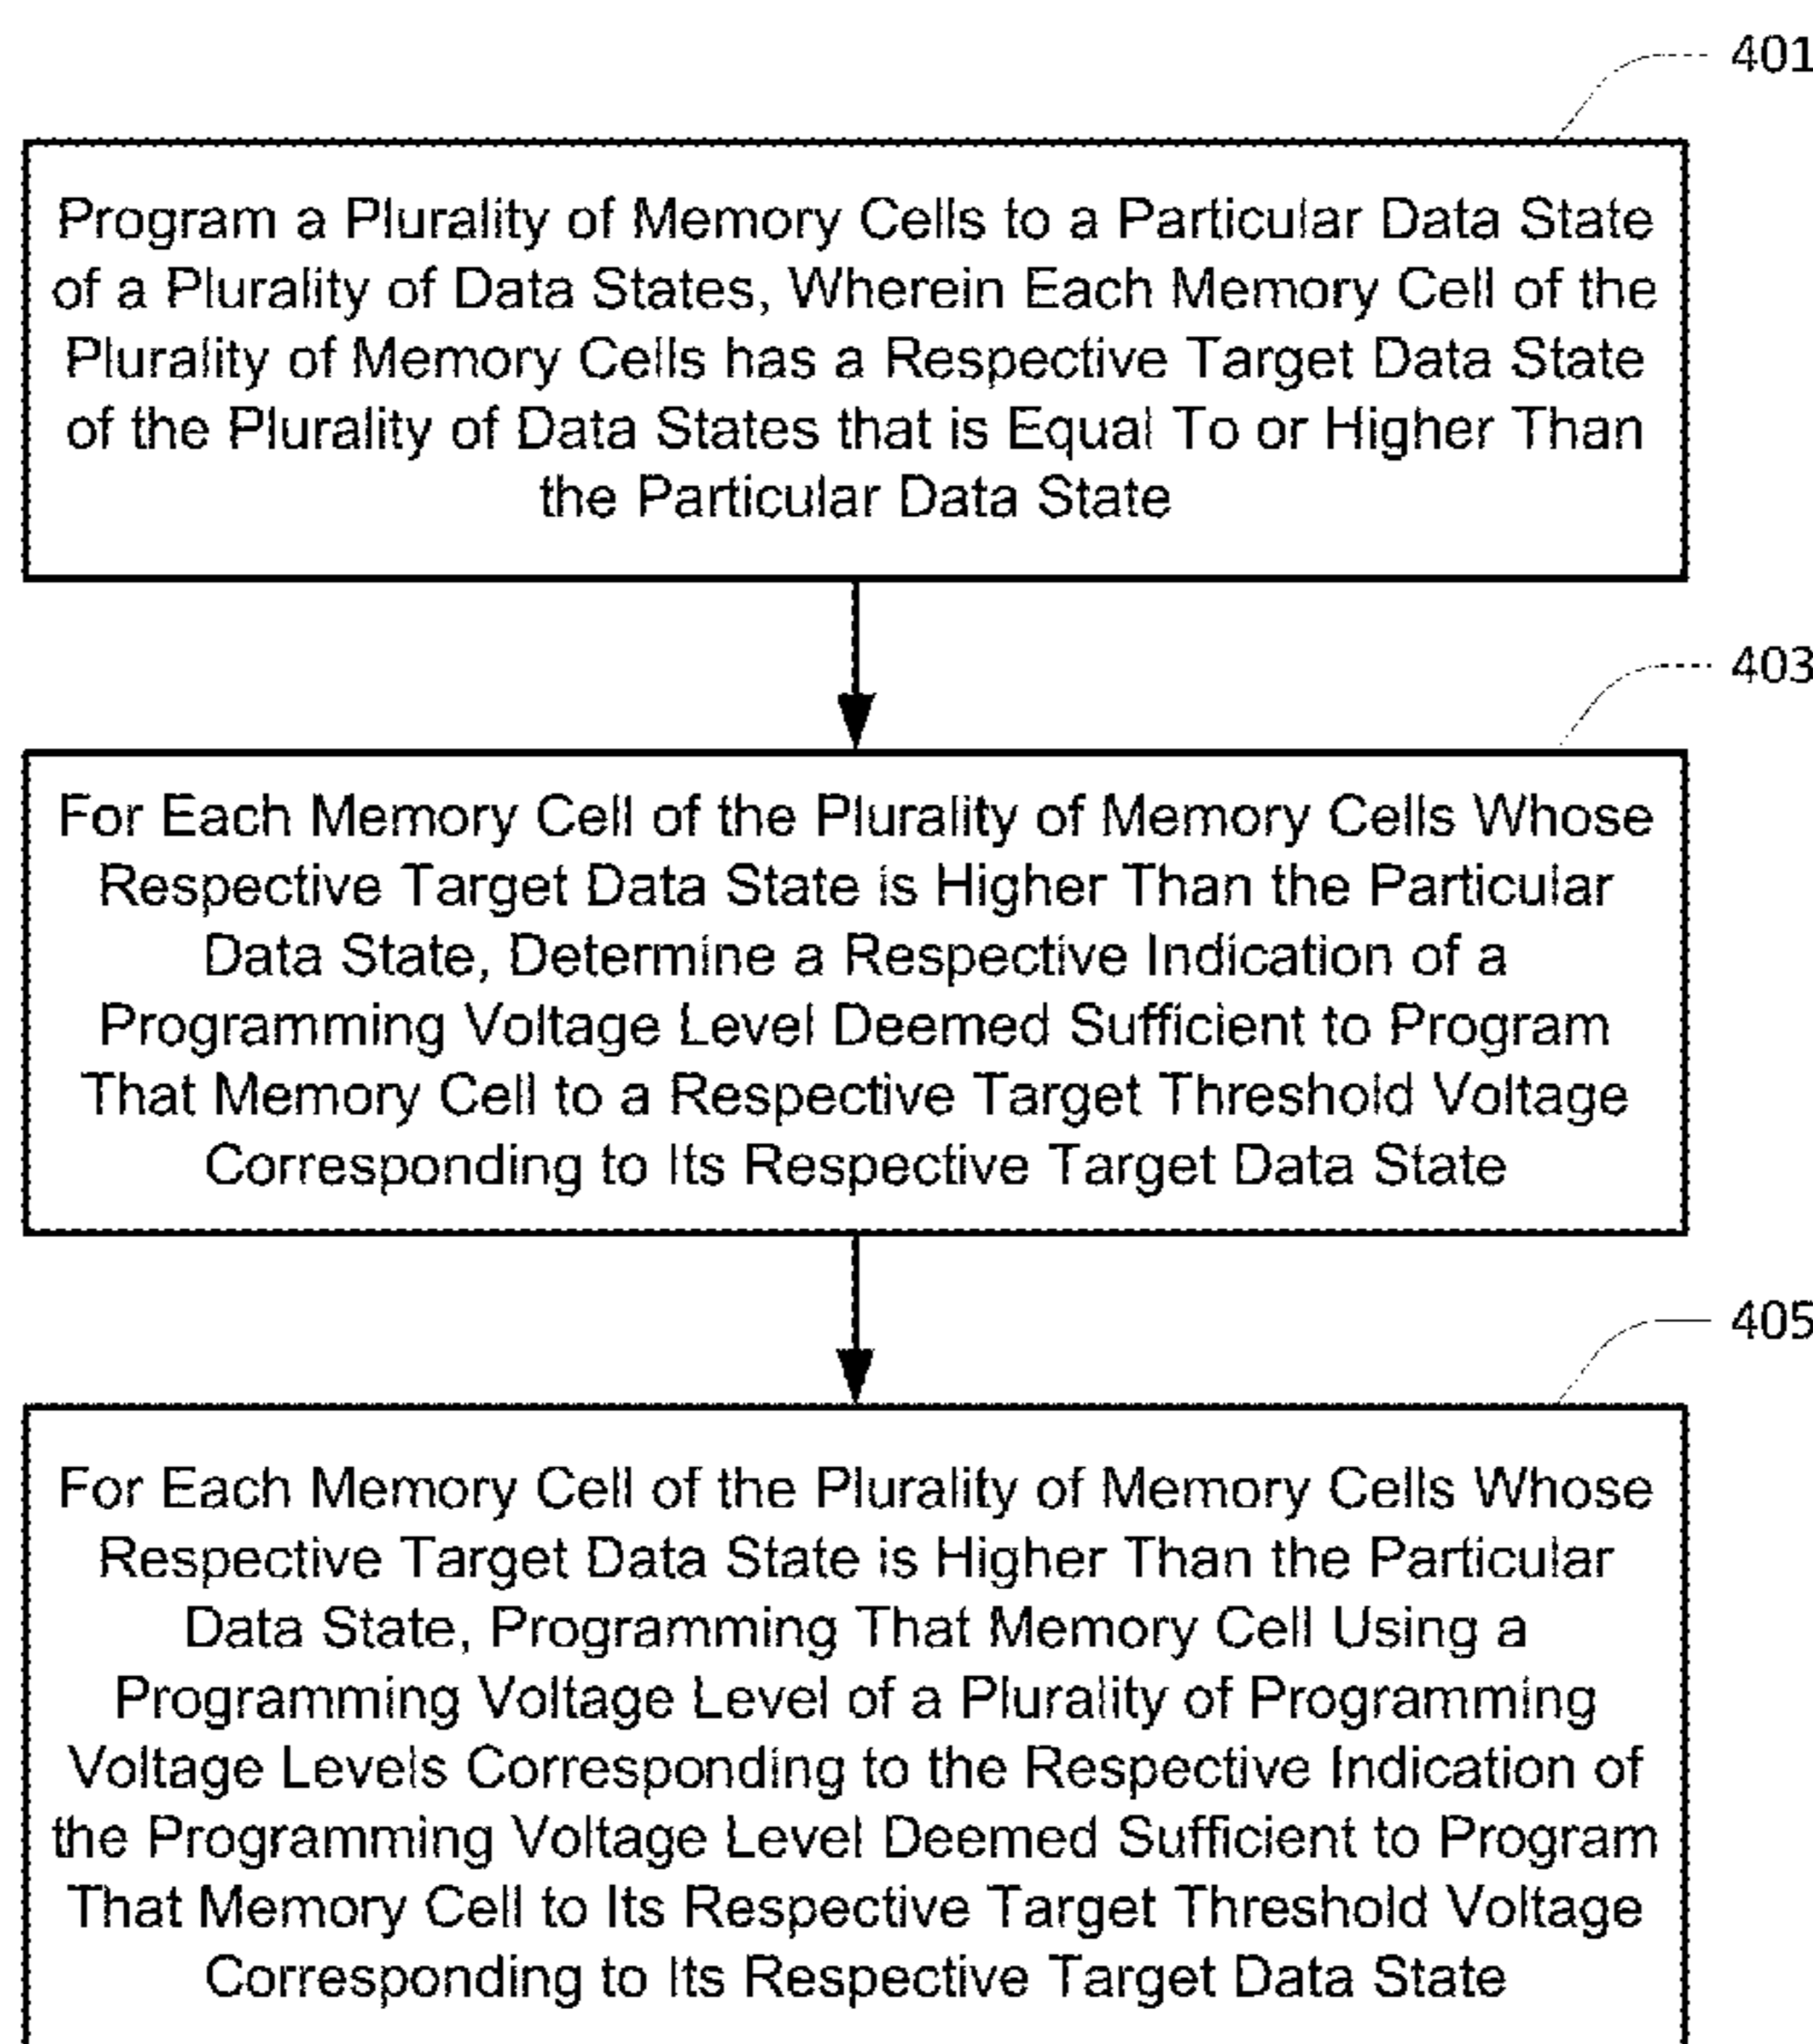 401
Program a Plurality of Memory Cells to a Particular Data State
of a Plurality of Data States, Wherein Each Memory Cell of the
Plurality of Memory Cells has a Respective Target Data State
of the Plurality of Data States that is Equal To or Higher Than
the Particular Data State
403
For Each Memory Cell of the Plurality of Memory Cells Whose
Respective Target Data State is Higher Than the Particular
Data State, Determine a Respective Indication of a
Programming Voltage Level Deemed Sufficient to Program
That Memory Cell to a Respective Target Threshold Voltage
Corresponding to Its Respective Target Data State
405
For Each Memory Cell of the Plurality of Memory Cells Whose
Respective Target Data State is Higher Than the Particular
Data State, Programming That Memory Cell Using a
Programming Voltage Level of a Plurality of Programming
Voltage Levels Corresponding to the Respective Indication of
the Programming Voltage Level Deemed Sufficient to Program
That Memory Cell to Its Respective Target Threshold Voltage
Corresponding to Its Respective Target Data State